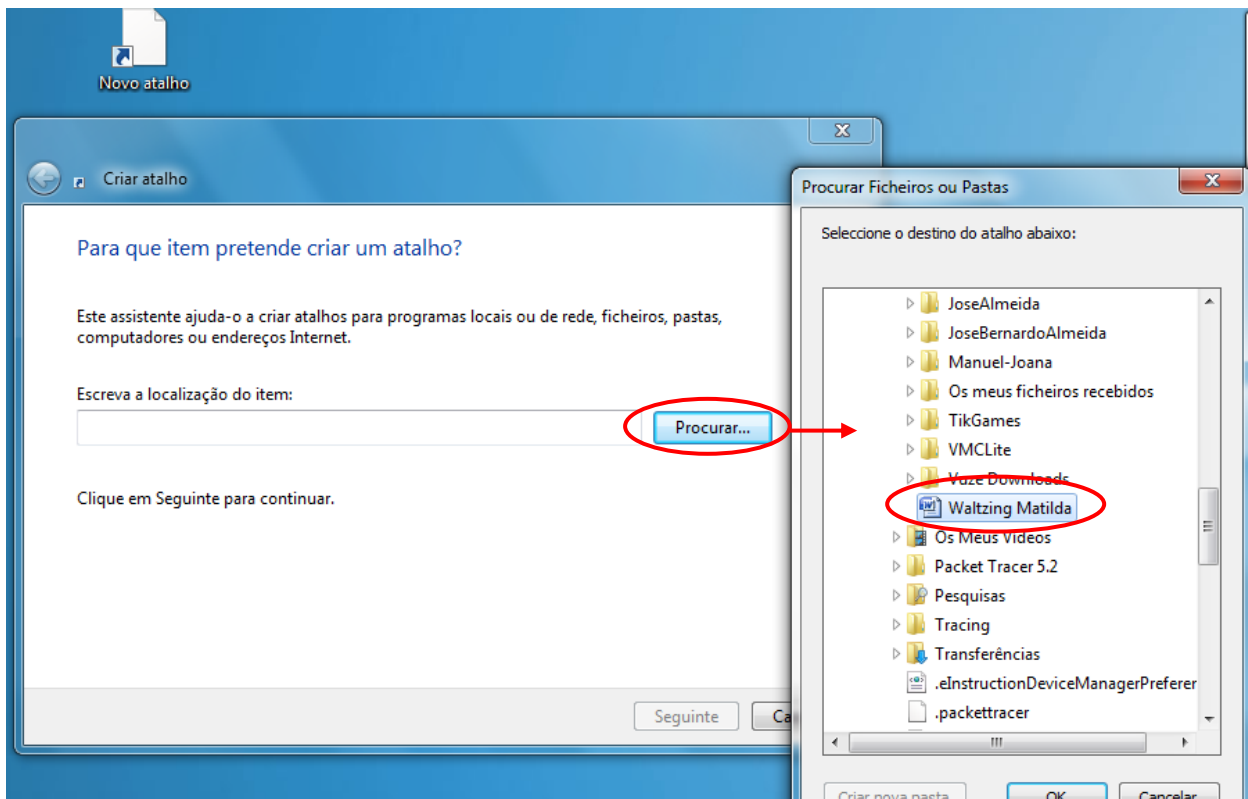 Novo atalho
Criar atalho
Para que item pretende criar um atalho?
Este assistente ajuda-o a criar atalhos para programas locais ou de rede, ficheiros, pastas,
computadores ou endereços Internet.
Escreva a localização do item:
Procurar...
Clique em Seguinte para continuar.
Seguinte
Ca
Procurar Ficheiros ou Pastas
Seleccione o destino do atalho abaixo:
JoseAlmeida
JoseBernardoAlmeida
Manuel-Joana
Os meus ficheiros recebidos
TikGames
VMCLite
Vuze Downloads
Waltzing Matilda
Os Meus Vídeos
Packet Tracer 5.2
Pesquisas
Tracing
Transferências
.eInstructionDeviceManagerPreferer
.packettracer
Criar nova pasta
OK
Cancelar